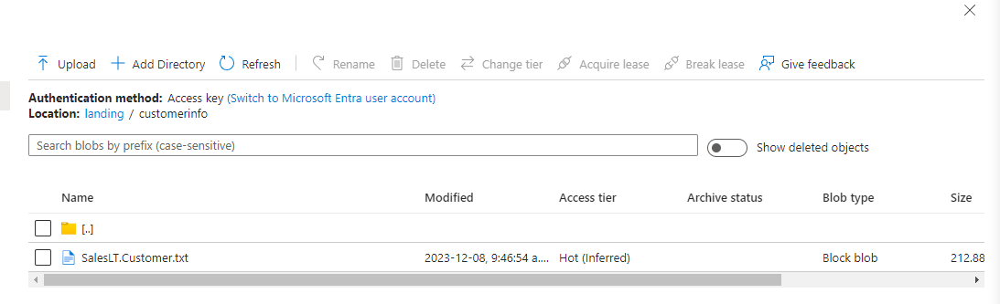 Upload Add Directory Refresh Rename Delete Change tier Acquire lease Break lease Give feedback
Authentication method: Access key (Switch to Microsoft Entra user account)
Location: landing / customerinfo
Search blobs by prefix (case-sensitive) Show deleted objects
Name Modified Access tier Archive status Blob type Size
[..]
SalesLT.Customer.txt 2023-12-08, 9:46:54 a.... Hot (Inferred) Block blob 212.88